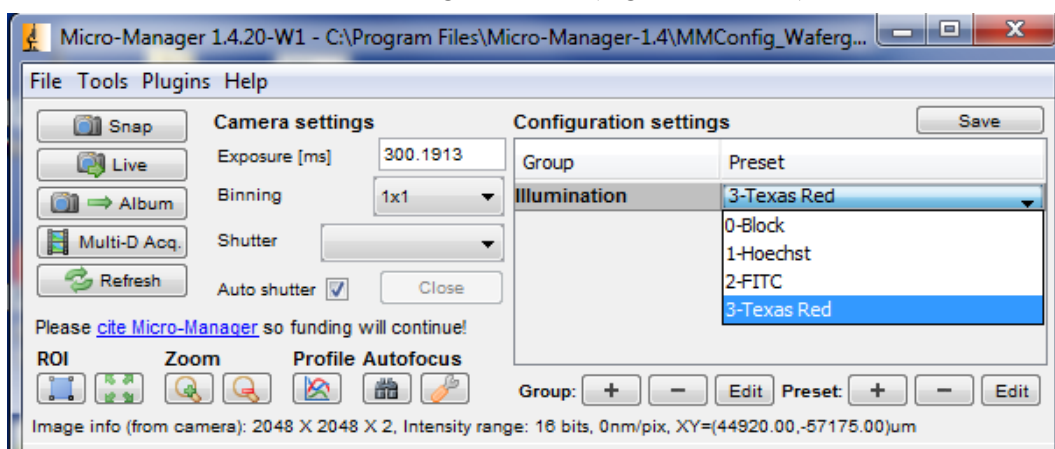 Micro-Manager 1.4.20-W1 - C:\Program Files\Micro-Manager-1.4\MMConfig_Waferg...
File Tools Plugins Help
Snap
Camera settings
Configuration settings
Save
Live
Exposure [ms]
300.1913
Group
Preset
Album
Binning
1x1
Illumination
3-Texas Red
0-Block
Multi-D Acq.
Shutter
1-Hoechst
2-FITC
Refresh
Auto shutter
Close
3-Texas Red
Please cite Micro-Manager so funding will continue!
ROI Zoom Profile Autofocus
Group: + - Edit Preset: + - Edit
Image info (from camera): 2048 X 2048 X 2, Intensity range: 16 bits, 0nm/pix, XY=(44920.00,-57175.00)um